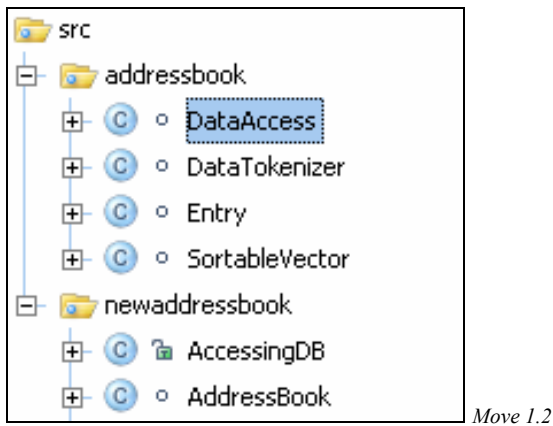 src
addressbook
C DataAccess
C DataTokenizer
C Entry
C SortableVector
newaddressbook
C AccessingDB
C AddressBook
Move 1.2